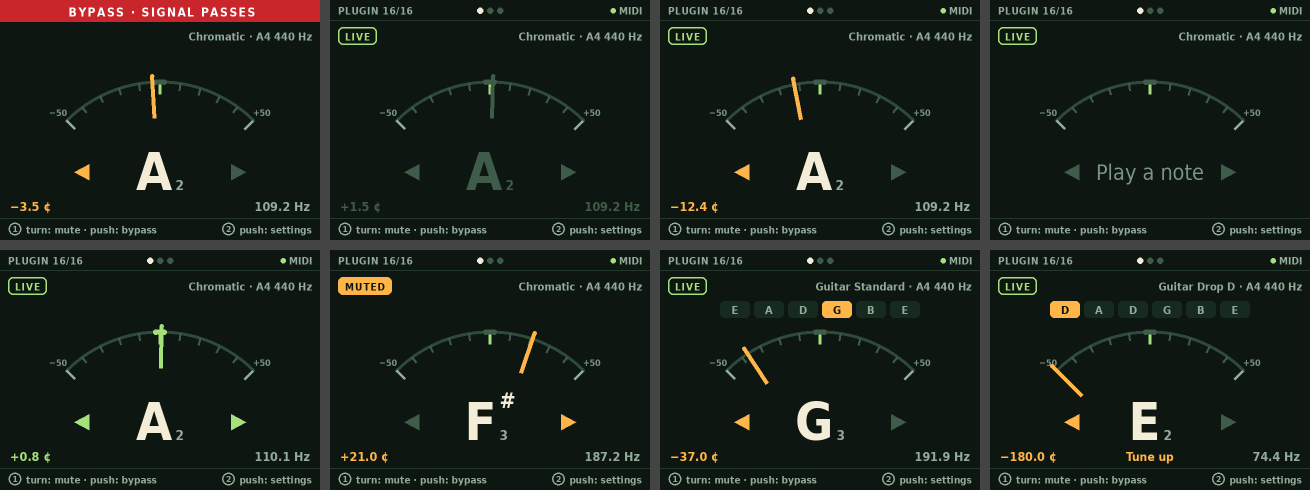 BYPASS · SIGNAL PASSES
Chromatic · A4 440 Hz
−50 +50
A2
−3.5 ¢ 109.2 Hz
1 turn: mute · push: bypass 2 push: settings
PLUGIN 16/16 MIDI
LIVE Chromatic · A4 440 Hz
−50 +50
A2
+1.5 ¢ 109.2 Hz
1 turn: mute · push: bypass 2 push: settings
PLUGIN 16/16 MIDI
LIVE Chromatic · A4 440 Hz
−50 +50
A2
−12.4 ¢ 109.2 Hz
1 turn: mute · push: bypass 2 push: settings
PLUGIN 16/16 MIDI
LIVE Chromatic · A4 440 Hz
−50 +50
Play a note
1 turn: mute · push: bypass 2 push: settings
PLUGIN 16/16 MIDI
LIVE Chromatic · A4 440 Hz
−50 +50
A2
+0.8 ¢ 110.1 Hz
1 turn: mute · push: bypass 2 push: settings
PLUGIN 16/16 MIDI
MUTED Chromatic · A4 440 Hz
−50 +50
F#3
+21.0 ¢ 187.2 Hz
1 turn: mute · push: bypass 2 push: settings
PLUGIN 16/16 MIDI
LIVE Guitar Standard · A4 440 Hz
E A D G B E
−50 +50
G3
−37.0 ¢ 191.9 Hz
1 turn: mute · push: bypass 2 push: settings
PLUGIN 16/16 MIDI
LIVE Guitar Drop D · A4 440 Hz
D A D G B E
−50 +50
E2
−180.0 ¢ Tune up 74.4 Hz
1 turn: mute · push: bypass 2 push: settings